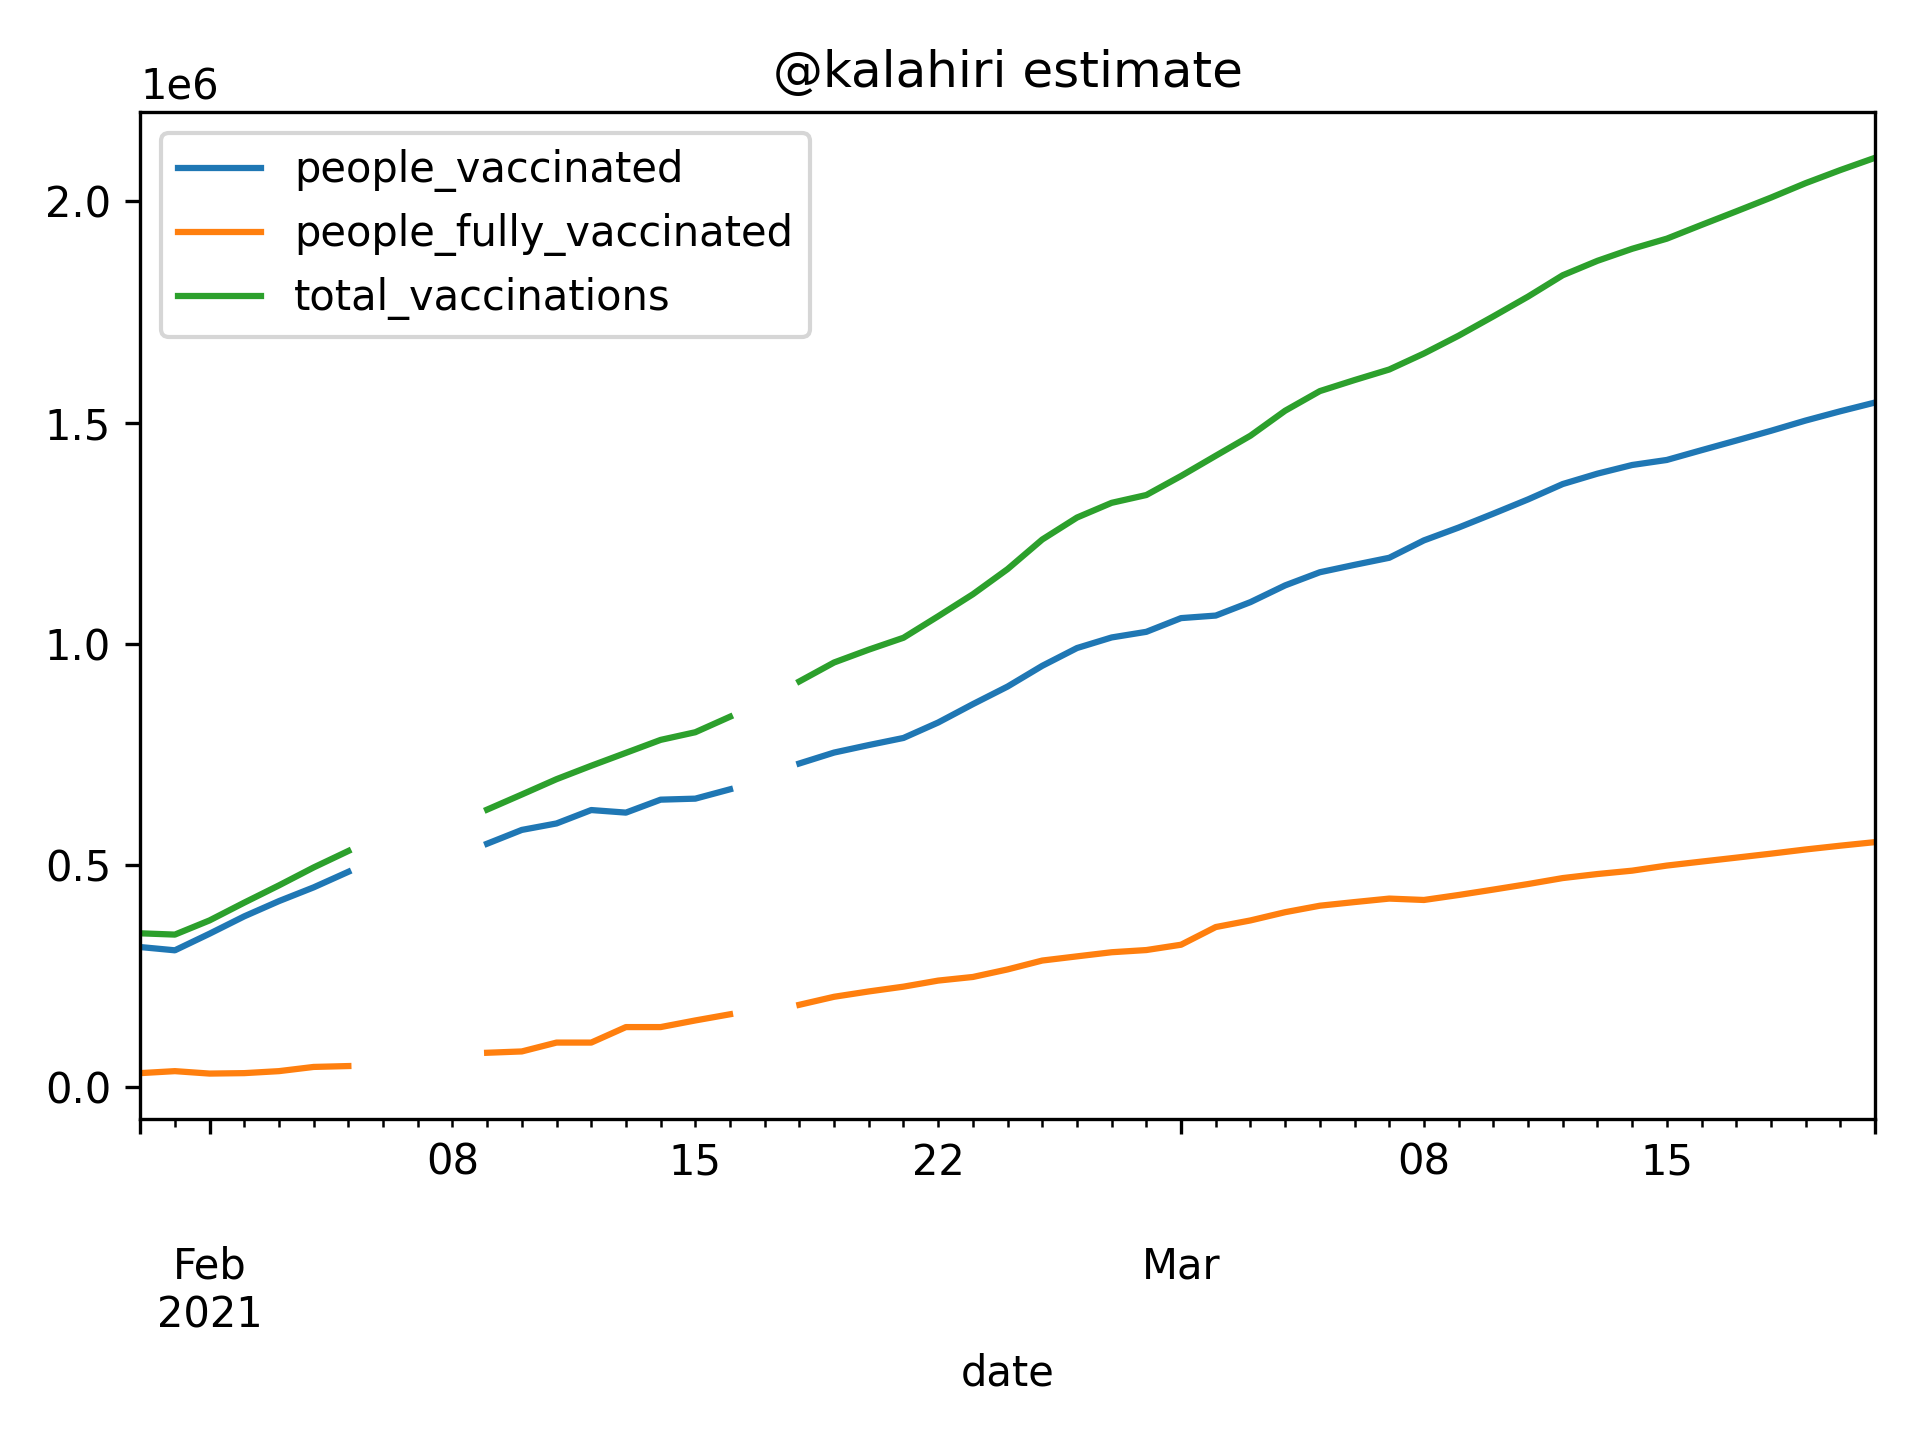 @kalahiri estimate
1e6
people_vaccinated
people_fully_vaccinated
total_vaccinations
2.0
1.5
1.0
0.5
0.0
08 15 22 08 15
Feb Mar
2021
date